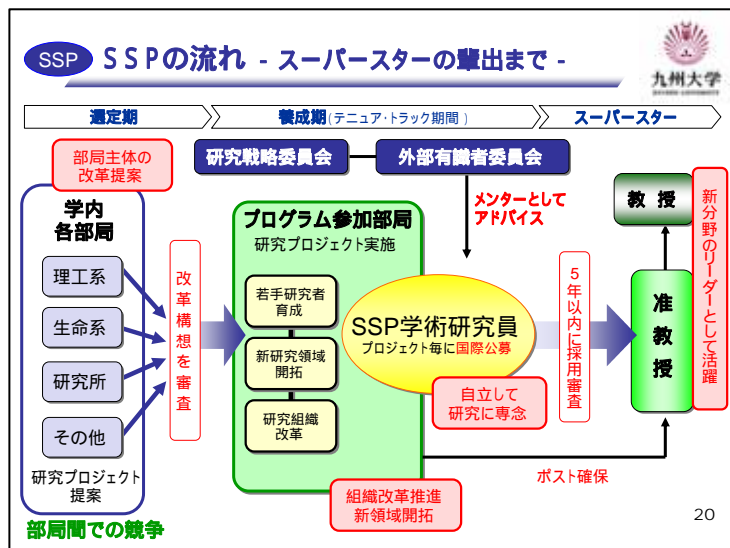 SSP SSPの流れ - スーパースターの輩出まで -
九州大学
選定期
養成期(テニュア・トラック期間)
スーパースター
部局主体の
改革提案
研究戦略委員会
外部有識者委員会
メンターとして
アドバイス
学内
各部局
理工系
生命系
研究所
その他
研究プロジェクト
提案
部局間での競争
改革構想を審査
プログラム参加部局
研究プロジェクト実施
若手研究者
育成
新研究領域
開拓
研究組織
改革
SSP学術研究員
プロジェクト毎に国際公募
自立して
研究に専念
組織改革推進
新領域開拓
5年以内に採用審査
ポスト確保
教授
准教授
新分野のリーダーとして活躍
20